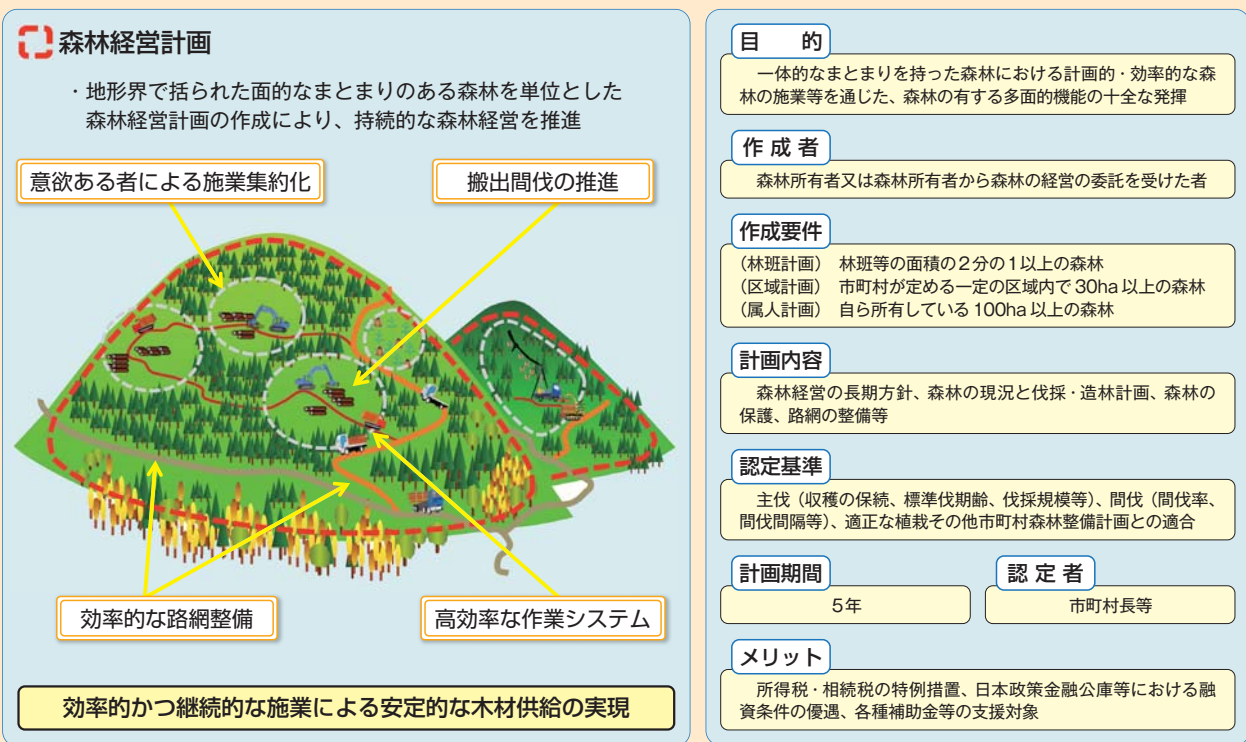 森林経営計画
・地形界で括られた面的なまとまりのある森林を単位とした
森林経営計画の作成により、持続的な森林経営を推進
意欲ある者による施業集約化
搬出間伐の推進
効率的な路網整備
高効率な作業システム
効率的かつ継続的な施業による安定的な木材供給の実現
目 的
一体的なまとまりを持った森林における計画的・効率的な森
林の施業等を通じた、森林の有する多面的機能の十全な発揮
作 成 者
森林所有者又は森林所有者から森林の経営の委託を受けた者
作成要件
(林班計画) 林班等の面積の2分の1以上の森林
(区域計画) 市町村が定める一定の区域内で30ha以上の森林
(属人計画) 自ら所有している100ha以上の森林
計画内容
森林経営の長期方針、森林の現況と伐採・造林計画、森林の
保護、路網の整備等
認定基準
主伐(収穫の保続、標準伐期齢、伐採規模等)、間伐(間伐率、
間伐間隔等)、適正な植栽その他市町村森林整備計画との適合
計画期間
5年
認 定 者
市町村長等
メリット
所得税・相続税の特例措置、日本政策金融公庫等における融
資条件の優遇、各種補助金等の支援対象